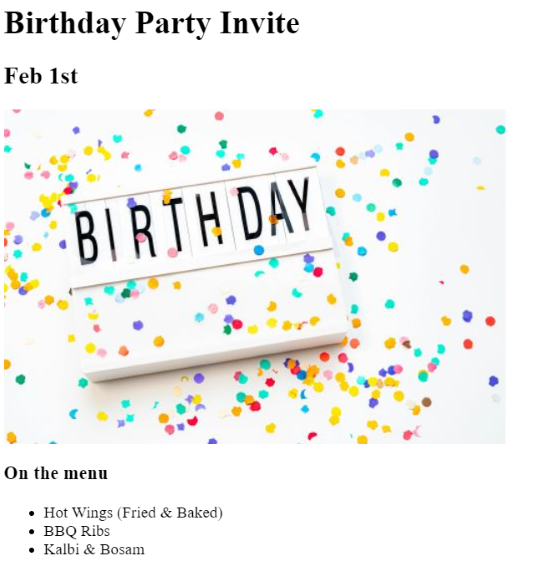 Birthday Party Invite
Feb 1st
BIRTHDAY
On the menu
Hot Wings (Fried & Baked)
BBQ Ribs
Kalbi & Bosam